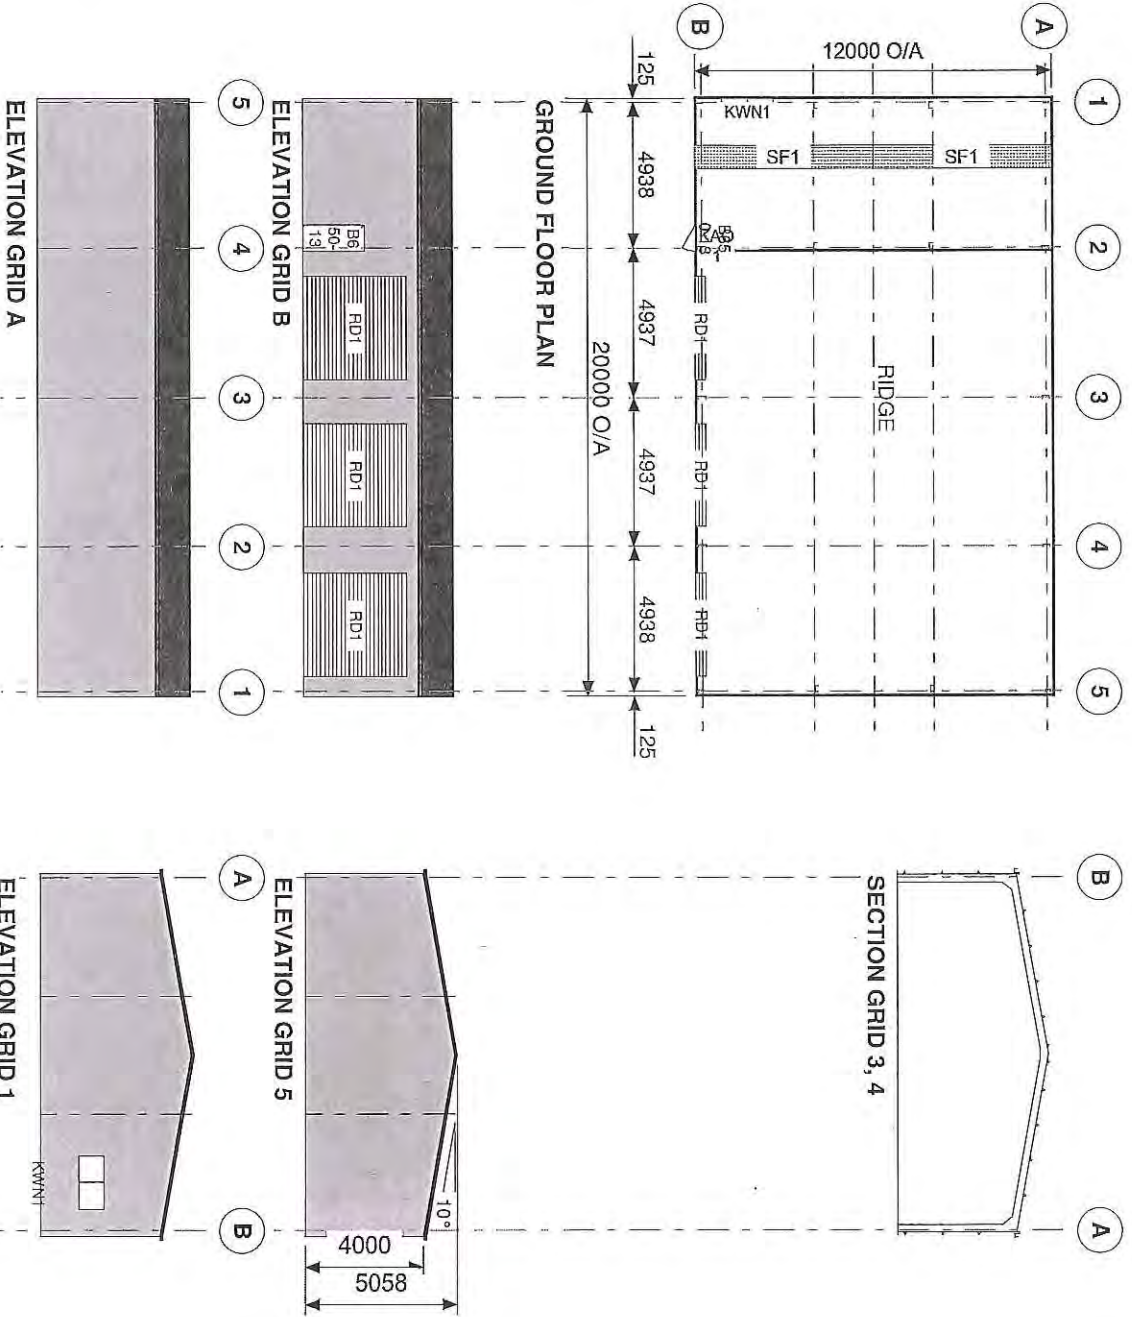 B
A
12000 O/A
1
2
3
4
5
KWN1
SF1
SF1
RIDGE
RD1
RD1
RD1
125
4938
4937
4937
4938
125
20000 O/A
GROUND FLOOR PLAN
B
A
SECTION GRID 3, 4
B6
50-
13
RD1
RD1
RD1
ELEVATION GRID B
5
4
3
2
1
ELEVATION GRID A
10°
4000
5058
ELEVATION GRID 5
A
B
KWN1
ELEVATION GRID 1